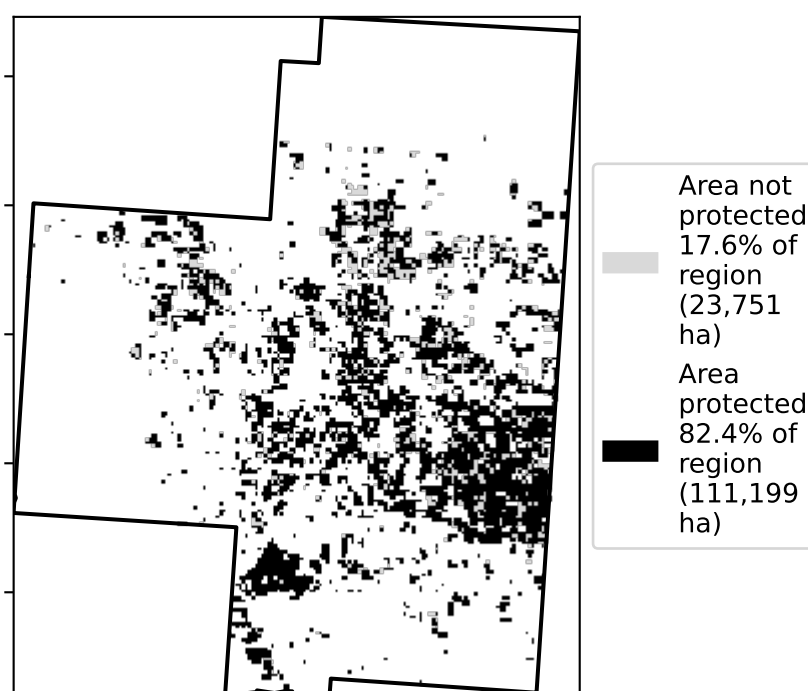 Area not
protected
17.6% of
region
(23,751
ha)
Area
protected
82.4% of
region
(111,199
ha)